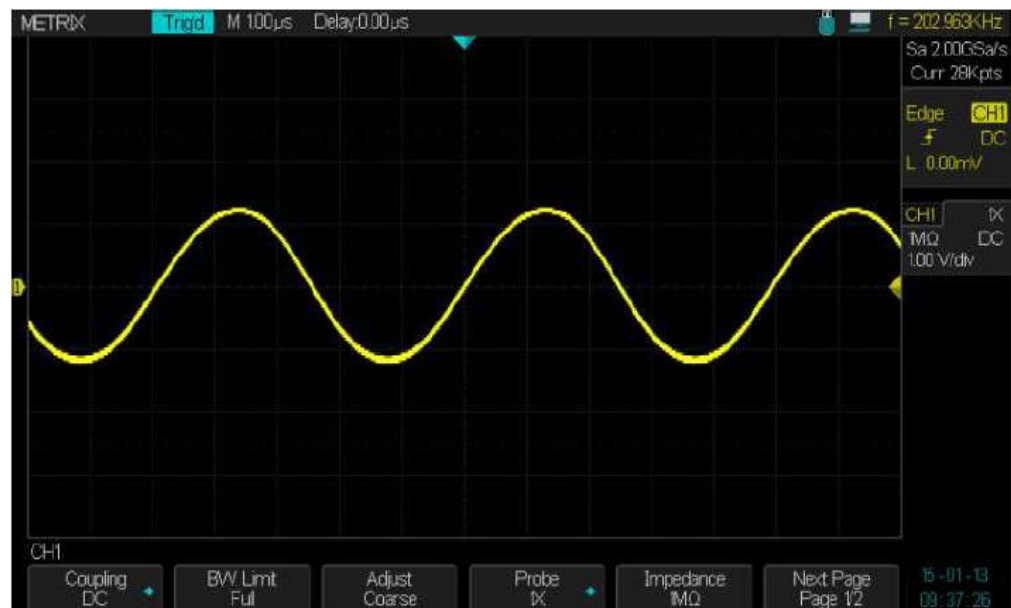 METRIX Trig'd M 1.00µs Delay:0.00µs f = 202.963KHz
Sa 2.00GSa/s
Curr 28Kpts
Edge CH1
DC
L 0.00mV
CH1 1X
1MΩ DC
1.00 V/div
1
CH1
Coupling
DC
BW Limit
Full
Adjust
Coarse
Probe
1X
Impedance
1MΩ
Next Page
Page 1/2
15-01-13
09:37:26